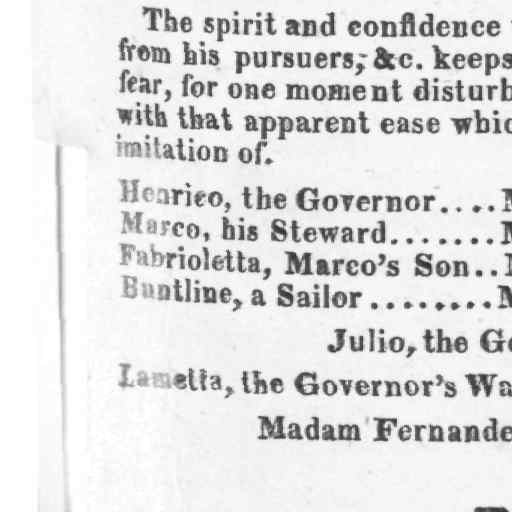 The spirit and confidence
from his pursuers, &c. keeps
fear, for one moment disturb
with that apparent ease whic
imitation of.
Henrico, the Governor....M
Marco, his Steward.......M
Fabrioletta, Marco's Son..M
Buntline, a Sailor ........M
Julio, the Go
Lametta, the Governor's Wa
Madam Fernande